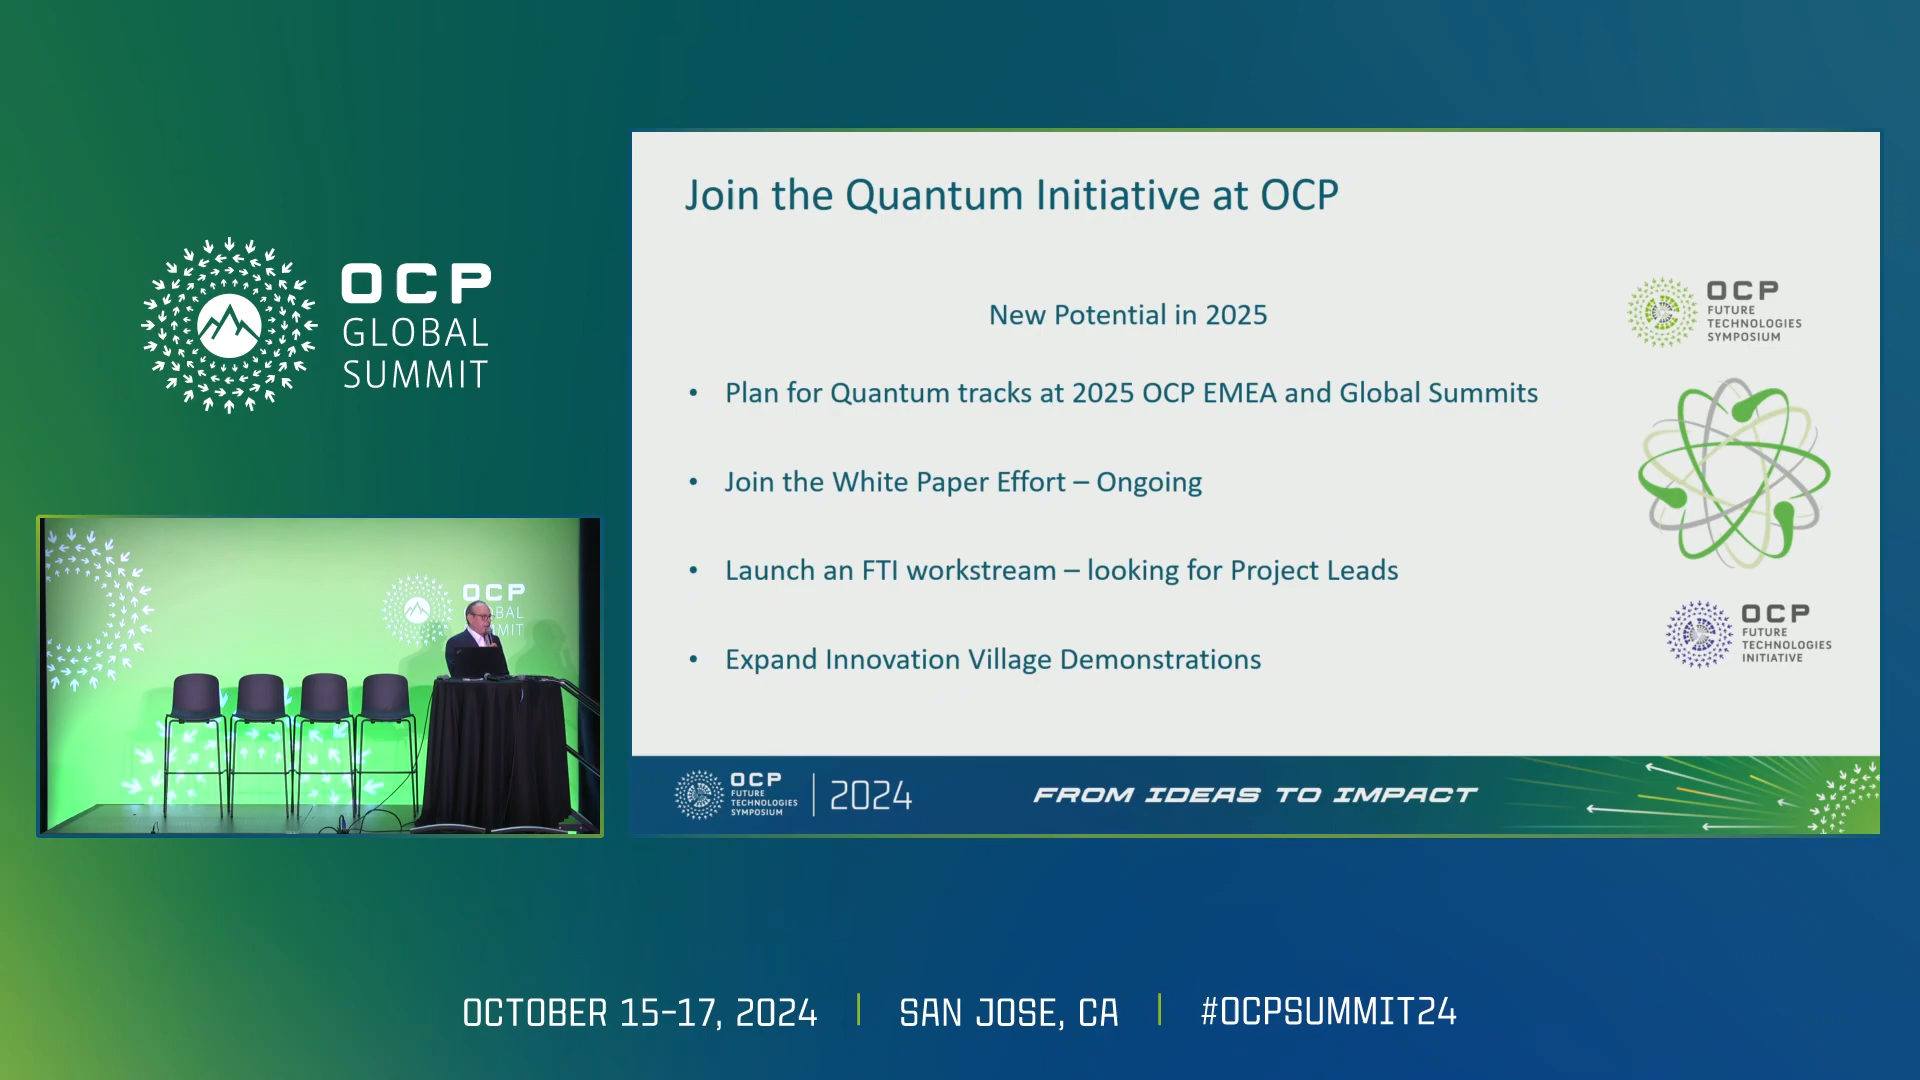 OCP
GLOBAL
SUMMIT
Join the Quantum Initiative at OCP
New Potential in 2025
• Plan for Quantum tracks at 2025 OCP EMEA and Global Summits
• Join the White Paper Effort – Ongoing
• Launch an FTI workstream – looking for Project Leads
• Expand Innovation Village Demonstrations
OCP
FUTURE
TECHNOLOGIES
SYMPOSIUM
OCP
FUTURE
TECHNOLOGIES
INITIATIVE
OCP
FUTURE
TECHNOLOGIES
SYMPOSIUM
2024
FROM IDEAS TO IMPACT
OCP
BAL
MIT
OCTOBER 15-17, 2024 | SAN JOSE, CA | #OCPSUMMIT24